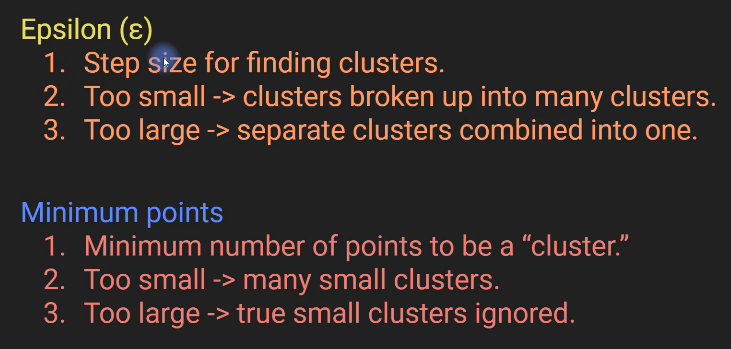 Epsilon (ε)
1. Step size for finding clusters.
2. Too small -> clusters broken up into many clusters.
3. Too large -> separate clusters combined into one.
Minimum points
1. Minimum number of points to be a “cluster.”
2. Too small -> many small clusters.
3. Too large -> true small clusters ignored.